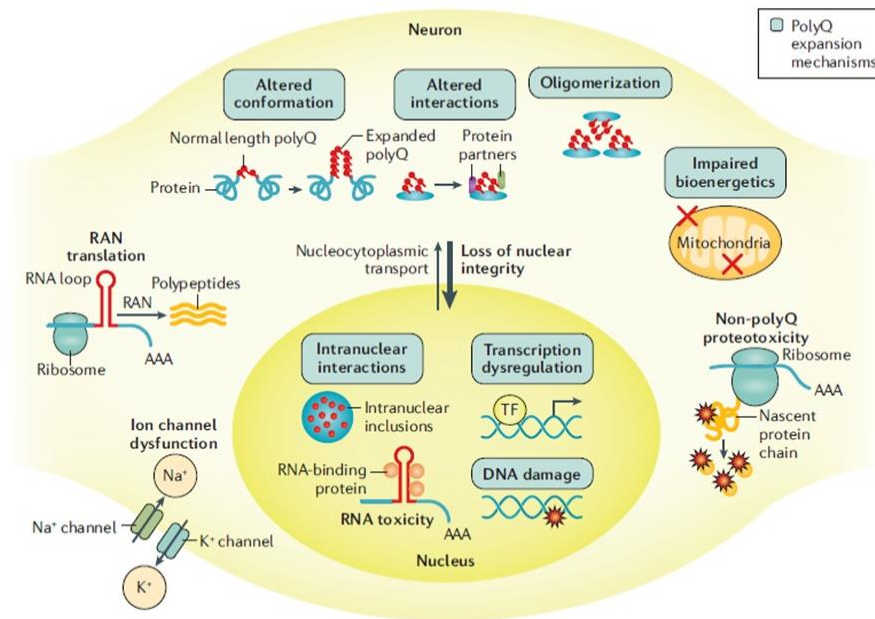 Neuron
PolyQ
expansion
mechanisms
Altered
conformation
Altered
interactions
Oligomerization
Normal length polyQ
Expanded
polyQ
Protein
partners
Protein
Impaired
bioenergetics
Mitochondria
RAN
translation
RNA loop
RAN
Polypeptides
Ribosome
AAA
Nucleocytoplasmic
transport
Loss of nuclear
integrity
Non-polyQ
proteotoxicity
Ribosome
AAA
Nascent
protein
chain
Intranuclear
interactions
Intranuclear
inclusions
Transcription
dysregulation
TF
RNA-binding
protein
RNA toxicity
AAA
DNA damage
Nucleus
Ion channel
dysfunction
Na⁺
Na⁺ channel
K⁺ channel
K⁺